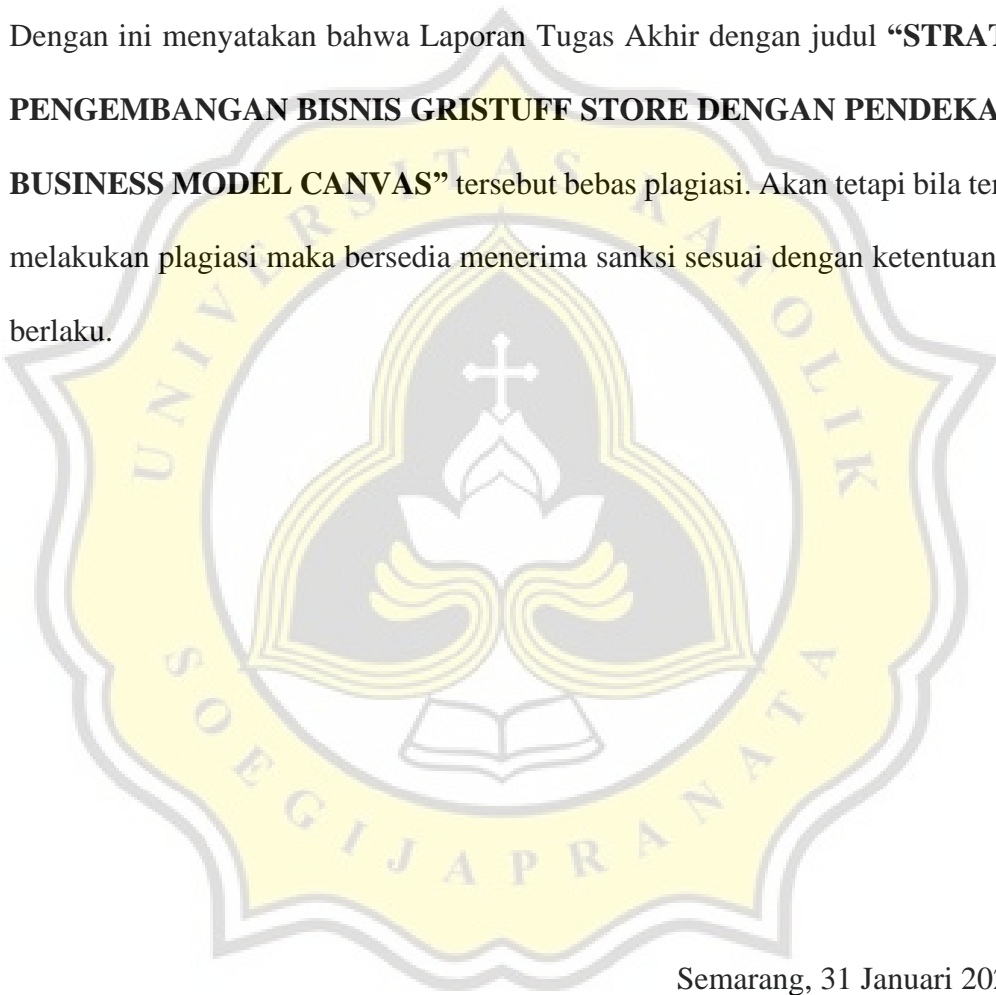 Dengan ini menyatakan bahwa Laporan Tugas Akhir dengan judul “STRAT
PENGEMBANGAN BISNIS GRISTUFF STORE DENGAN PENDEKA
BUSINESS MODEL CANVAS” tersebut bebas plagiasi. Akan tetapi bila ter
melakukan plagiasi maka bersedia menerima sanksi sesuai dengan ketentuan
berlaku.
UNIVERSITAS KATOLIK
SOEGIJAPRANATA
Semarang, 31 Januari 202